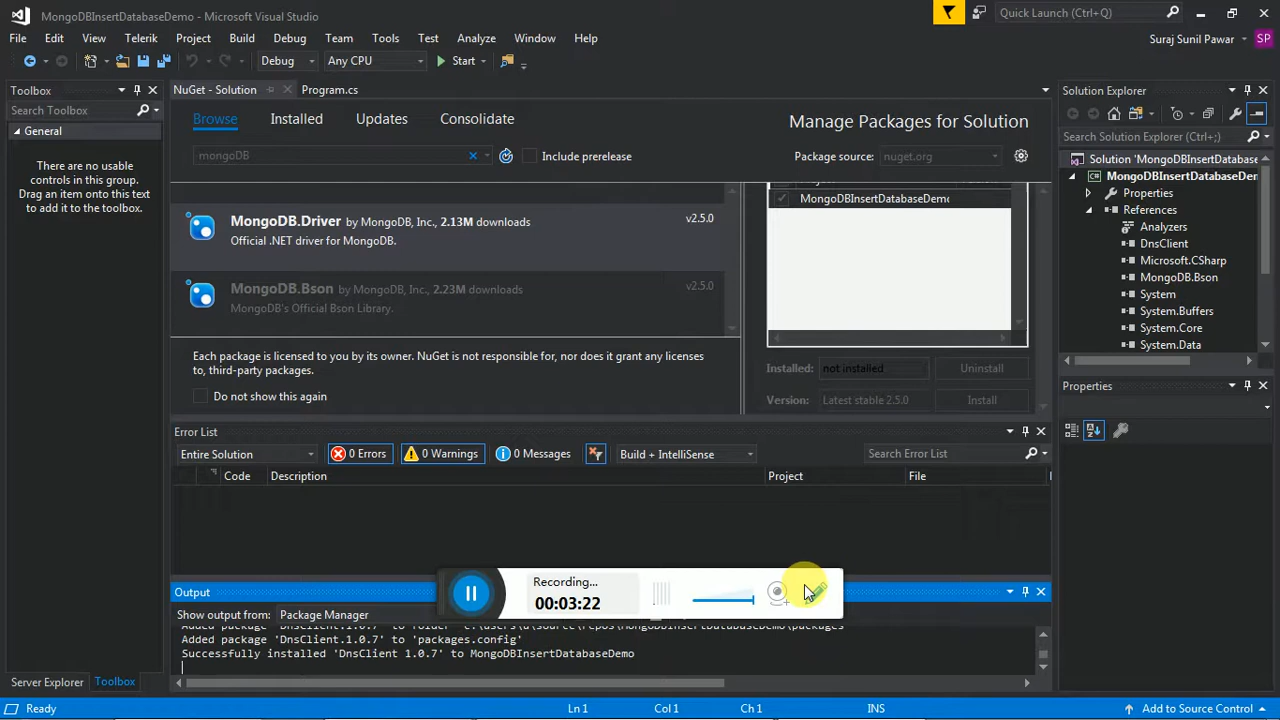 MongoDBInsertDatabaseDemo - Microsoft Visual Studio
Quick Launch (Ctrl+Q)
File Edit View Telerik Project Build Debug Team Tools Test Analyze Window Help
Suraj Sunil Pawar SP
Debug Any CPU Start
Toolbox
NuGet - Solution Program.cs
Solution Explorer
Search Toolbox
Browse Installed Updates Consolidate
Manage Packages for Solution
General
Search Solution Explorer (Ctrl+;)
mongoDB
Include prerelease
Package source: nuget.org
There are no usable
controls in this group.
Drag an item onto this text
to add it to the toolbox.
Solution 'MongoDBInsertDatabase
MongoDBInsertDatabaseDem
Properties
References
Analyzers
DnsClient
Microsoft.CSharp
MongoDB.Bson
System
System.Buffers
System.Core
System.Data
MongoDB.Driver by MongoDB, Inc., 2.13M downloads v2.5.0
Official .NET driver for MongoDB.
MongoDB.Bson by MongoDB, Inc., 2.23M downloads v2.5.0
MongoDB's Official Bson Library.
MongoDBInsertDatabaseDemo
Each package is licensed to you by its owner. NuGet is not responsible for, nor does it grant any licenses
to, third-party packages.
Do not show this again
Installed: not installed Uninstall
Version: Latest stable 2.5.0 Install
Properties
Error List
Entire Solution 0 Errors 0 Warnings 0 Messages Build + IntelliSense Search Error List
Code Description Project File
Output
Show output from: Package Manager
Recording...
00:03:22
Added package 'DnsClient.1.0.7' to folder
Added package 'DnsClient.1.0.7' to 'packages.config'
Successfully installed 'DnsClient 1.0.7' to MongoDBInsertDatabaseDemo
Server Explorer Toolbox
Ready Ln 1 Col 1 Ch 1 INS Add to Source Control